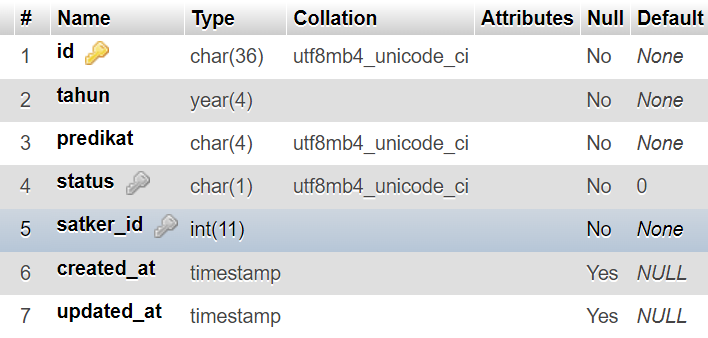 # Name Type Collation Attributes Null Default
1 id char(36) utf8mb4_unicode_ci No None
2 tahun year(4) No None
3 predikat char(4) utf8mb4_unicode_ci No None
4 status char(1) utf8mb4_unicode_ci No 0
5 satker_id int(11) No None
6 created_at timestamp Yes NULL
7 updated_at timestamp Yes NULL